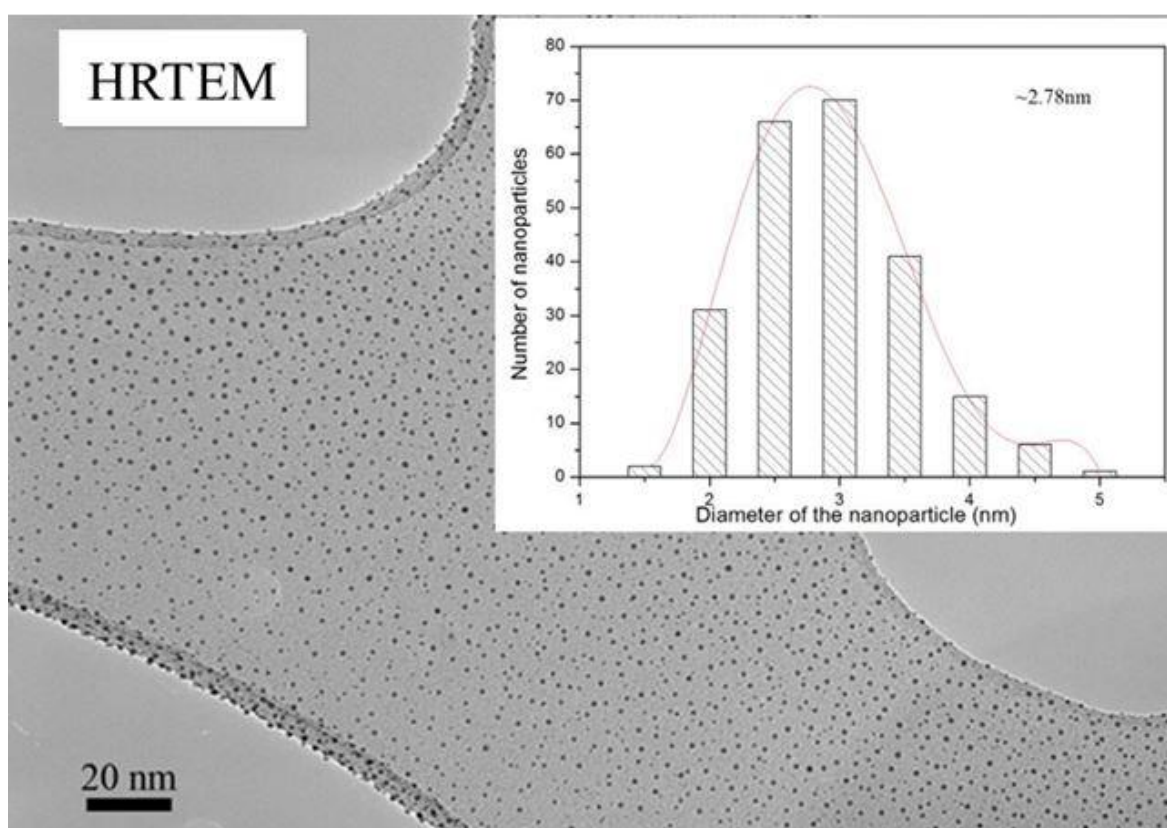 HRTEM
80
70
60
50
40
30
20
10
0
Number of nanoparticles
~2.78nm
1 2 3 4 5
Diameter of the nanoparticle (nm)
20 nm